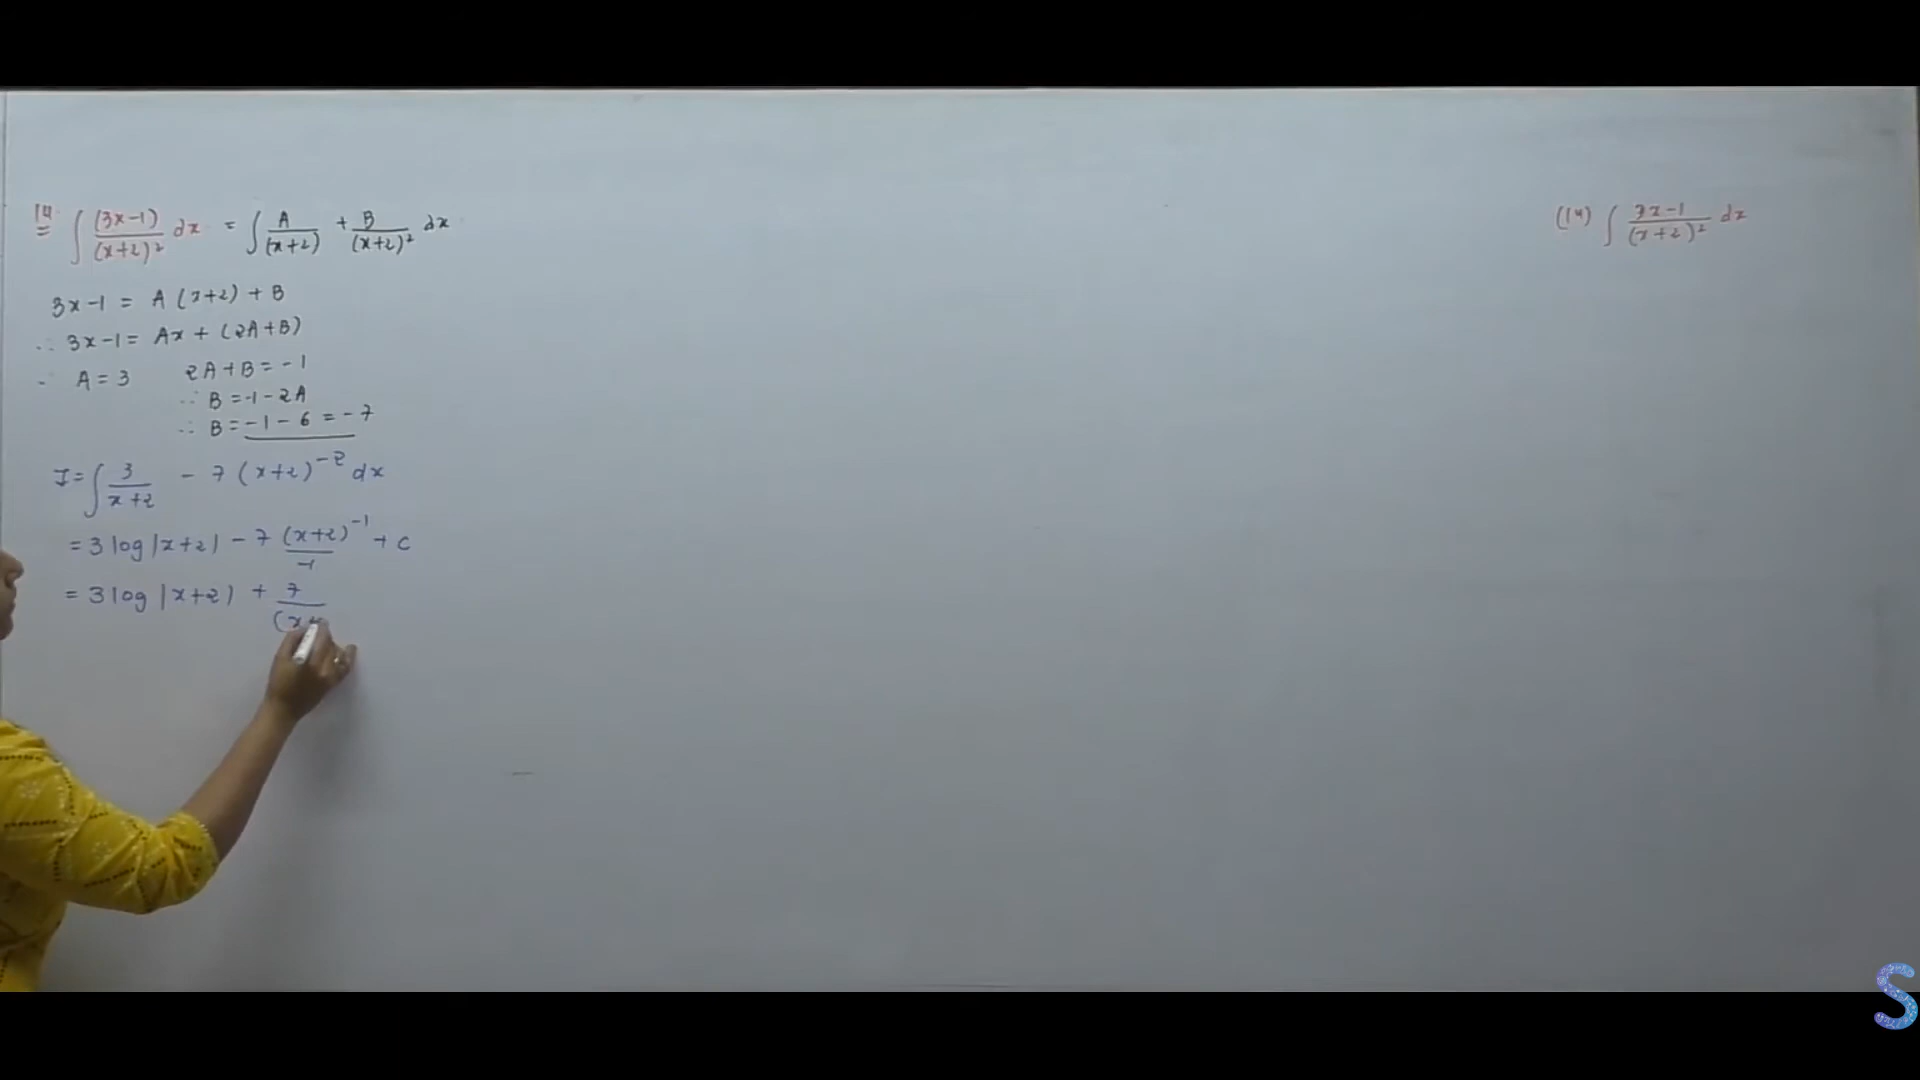 14. ∫ (3x-1)/(x+2)² dx = ∫ A/(x+2) + B/(x+2)² dx
3x-1 = A(x+2) + B
∴ 3x-1 = Ax + (2A+B)
∴ A = 3    2A+B = -1
∴ B = -1-2A
∴ B = -1-6 = -7
I = ∫ 3/(x+2) - 7(x+2)⁻² dx
= 3 log|x+2| - 7 (x+2)⁻¹/-1 + c
= 3 log|x+2| + 7/(x+
(14) ∫ 3x-1/(x+2)² dx
S